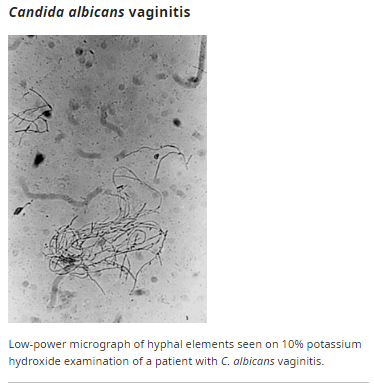 Candida albicans vaginitis
Low-power micrograph of hyphal elements seen on 10% potassium
hydroxide examination of a patient with C. albicans vaginitis.